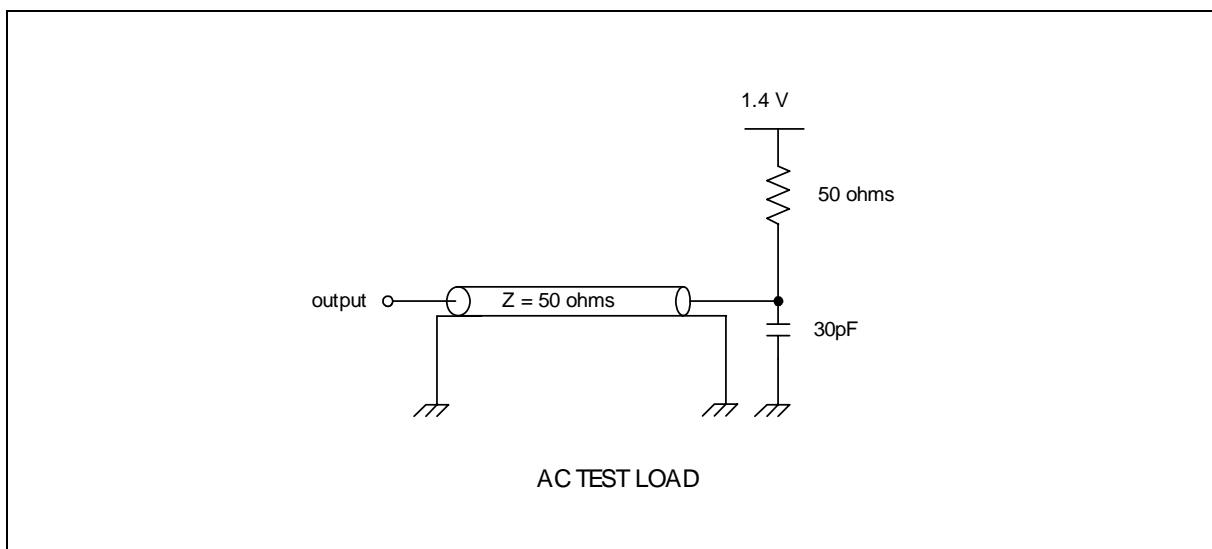 1.4 V
50 ohms
output
Z = 50 ohms
30pF
AC TEST LOAD